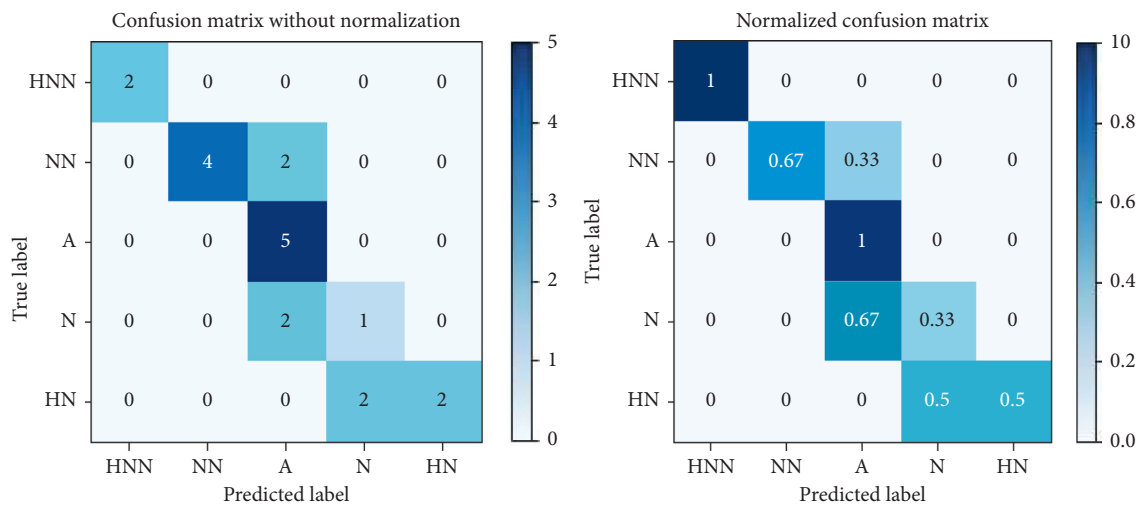 Confusion matrix without normalization
HNN 2 0 0 0 0
NN 0 4 2 0 0
A 0 0 5 0 0
N 0 0 2 1 0
HN 0 0 0 2 2
HNN NN A N HN
Predicted label
True label
5
4
3
2
1
0
Normalized confusion matrix
HNN 1 0 0 0 0
NN 0 0.67 0.33 0 0
A 0 0 1 0 0
N 0 0 0.67 0.33 0
HN 0 0 0 0.5 0.5
HNN NN A N HN
Predicted label
True label
10
0.8
0.6
0.4
0.2
0.0